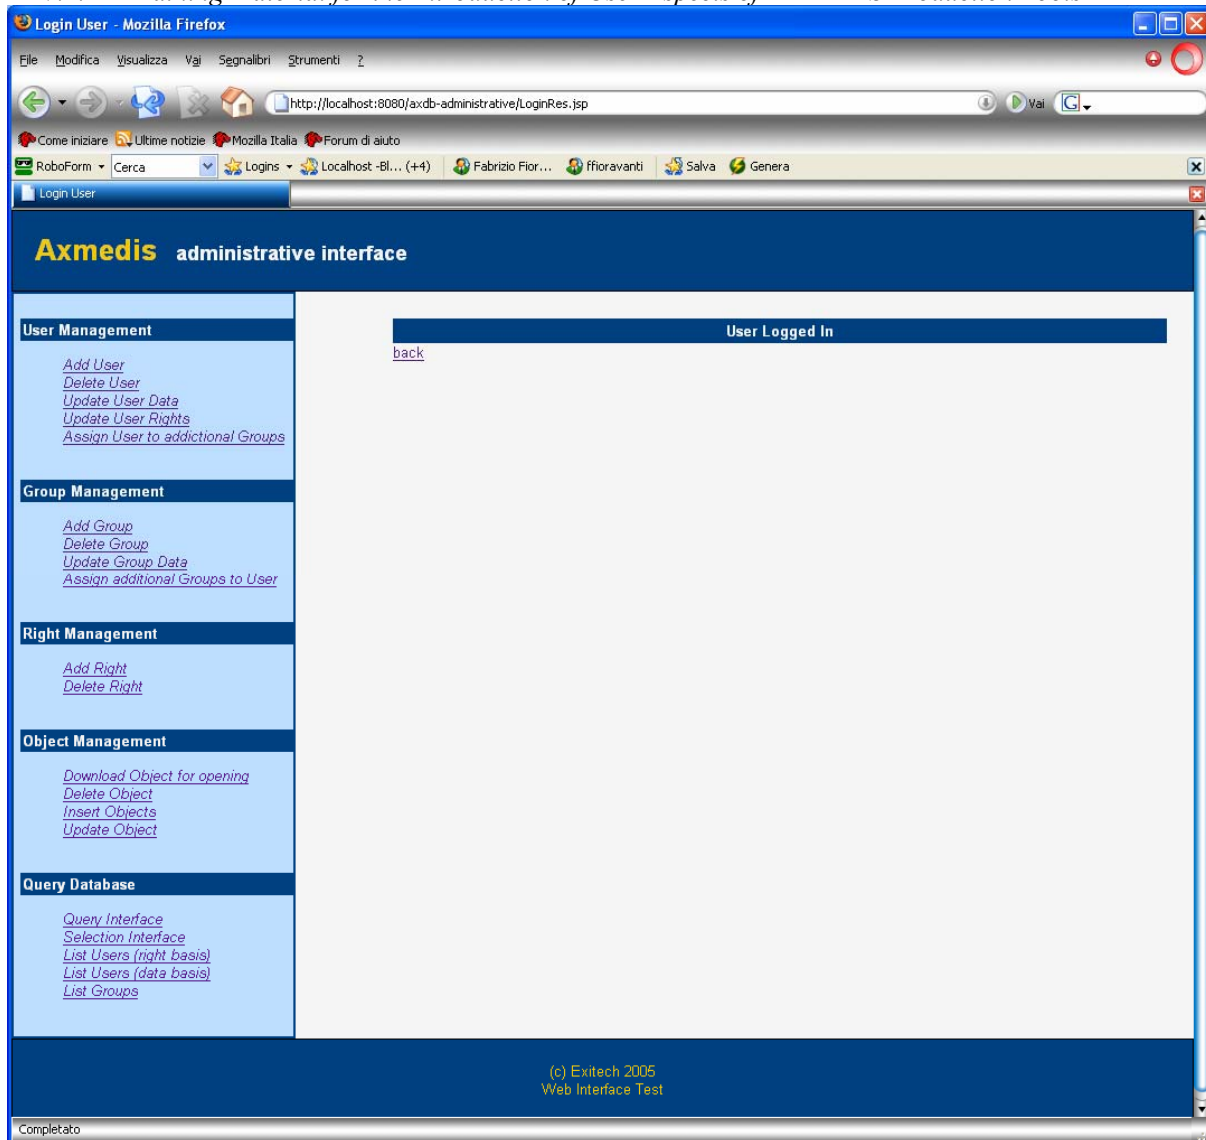 Login User - Mozilla Firefox
File Modifica Visualizza Vai Segnalibri Strumenti ?
http://localhost:8080/axdb-administrative/LoginRes.jsp Vai G
Come iniziare Ultime notizie Mozilla Italia Forum di aiuto
RoboForm Cerca Logins Localhost -Bl... (+4) Fabrizio Fior... ffioravanti Salva Genera
Login User
Axmedis administrative interface
User Management
Add User
Delete User
Update User Data
Update User Rights
Assign User to addictional Groups
Group Management
Add Group
Delete Group
Update Group Data
Assign additional Groups to User
Right Management
Add Right
Delete Right
Object Management
Download Object for opening
Delete Object
Insert Objects
Update Object
Query Database
Query Interface
Selection Interface
List Users (right basis)
List Users (data basis)
List Groups
User Logged In
back
(c) Exitech 2005
Web Interface Test
Completato